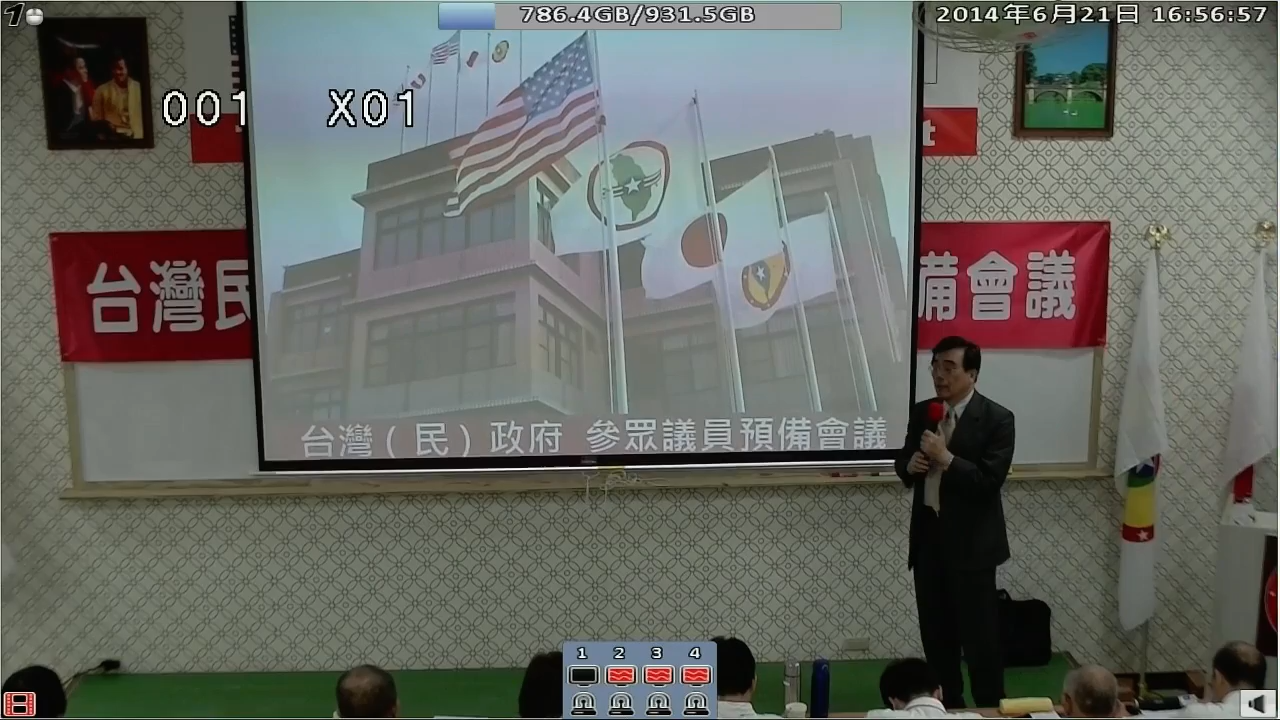 786.4GB/931.5GB
2014年6月21日 16:56:57
001 X01
t
台灣民
備會議
台灣(民)政府 參眾議員預備會議
1 2 3 4